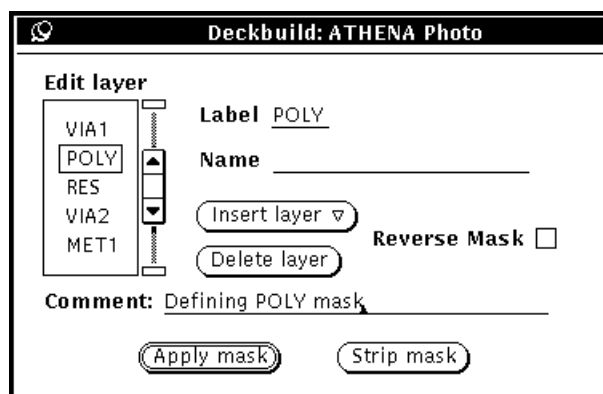 Deckbuild: ATHENA Photo
Edit layer
VIA1
POLY
RES
VIA2
MET1
Label POLY
Name
Insert layer
Delete layer
Reverse Mask
Comment: Defining POLY mask
Apply mask
Strip mask